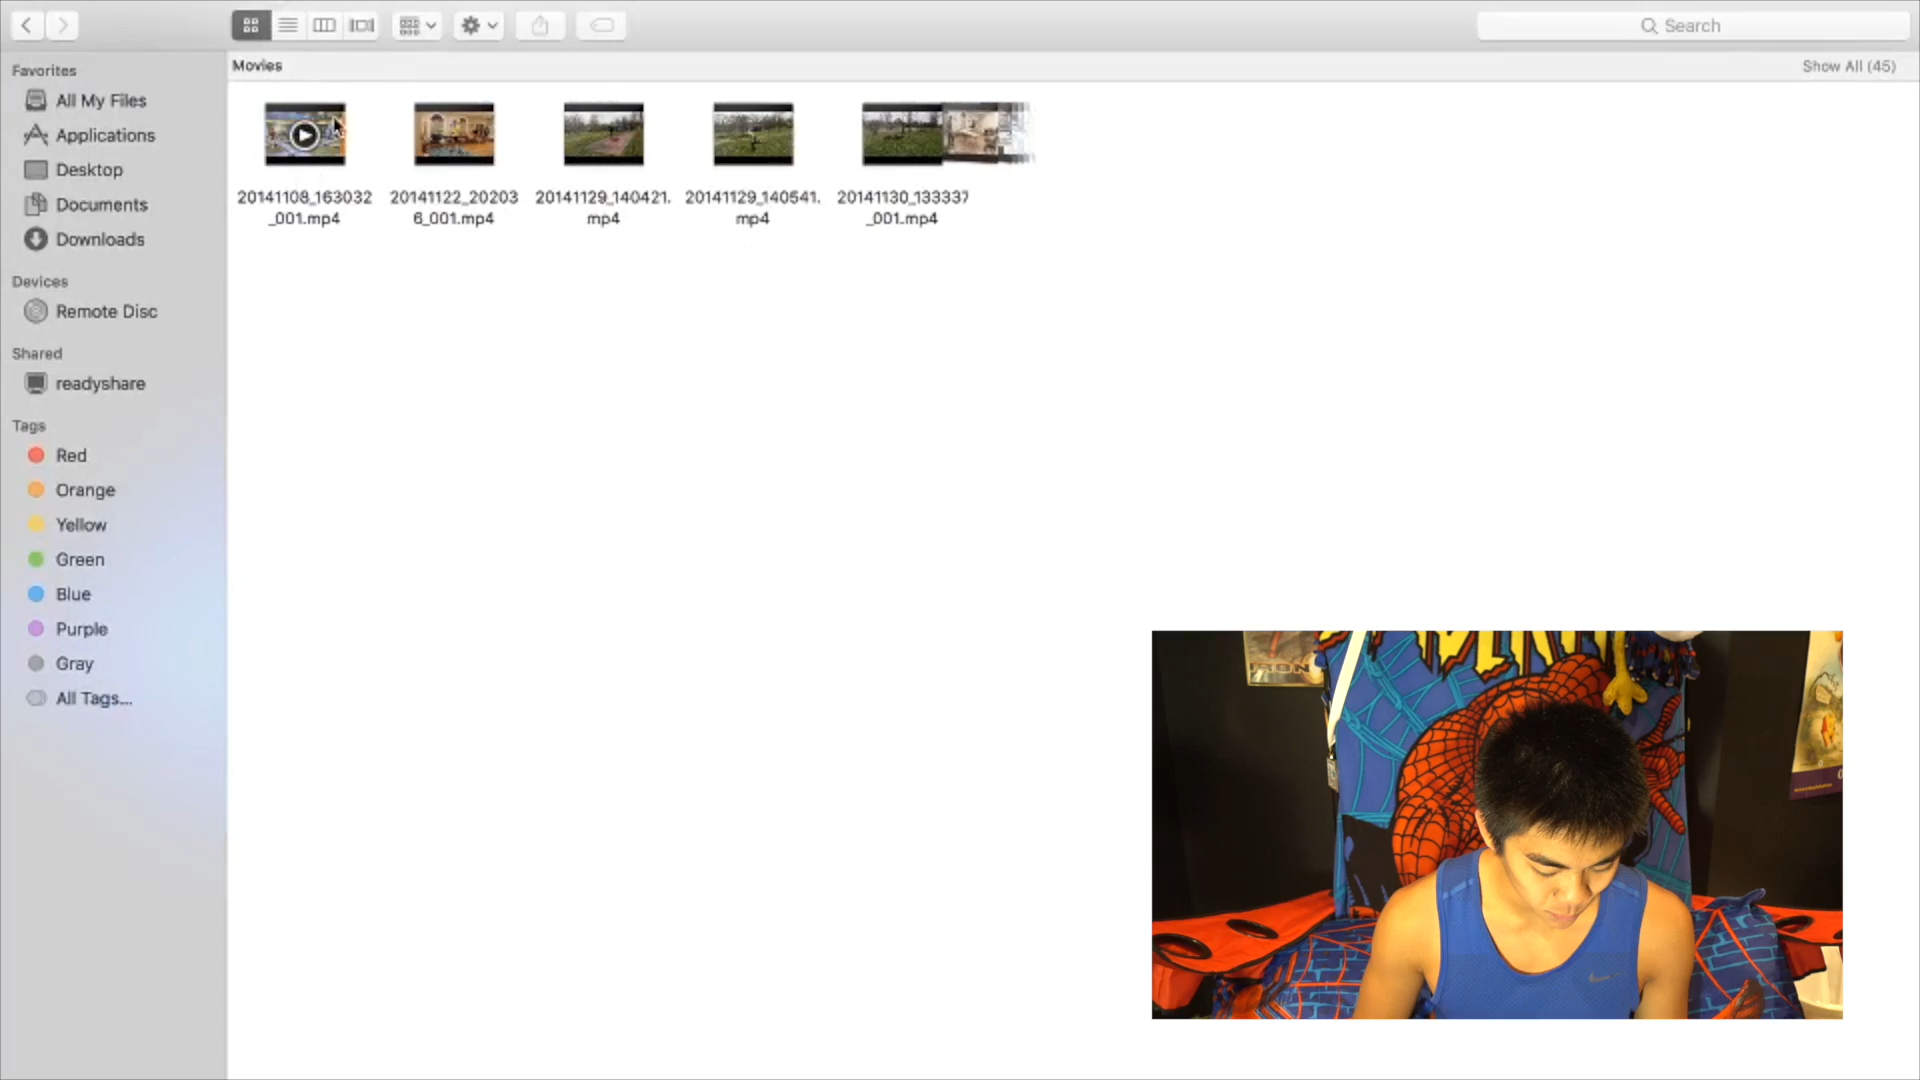 Search
Favorites
All My Files
Applications
Desktop
Documents
Downloads
Devices
Remote Disc
Shared
readyshare
Tags
Red
Orange
Yellow
Green
Blue
Purple
Gray
All Tags...
Movies
Show All (45)
20141108_163032
_001.mp4
20141122_20203
6_001.mp4
20141129_140421.
mp4
20141129_140541.
mp4
20141130_133337
_001.mp4
IRON